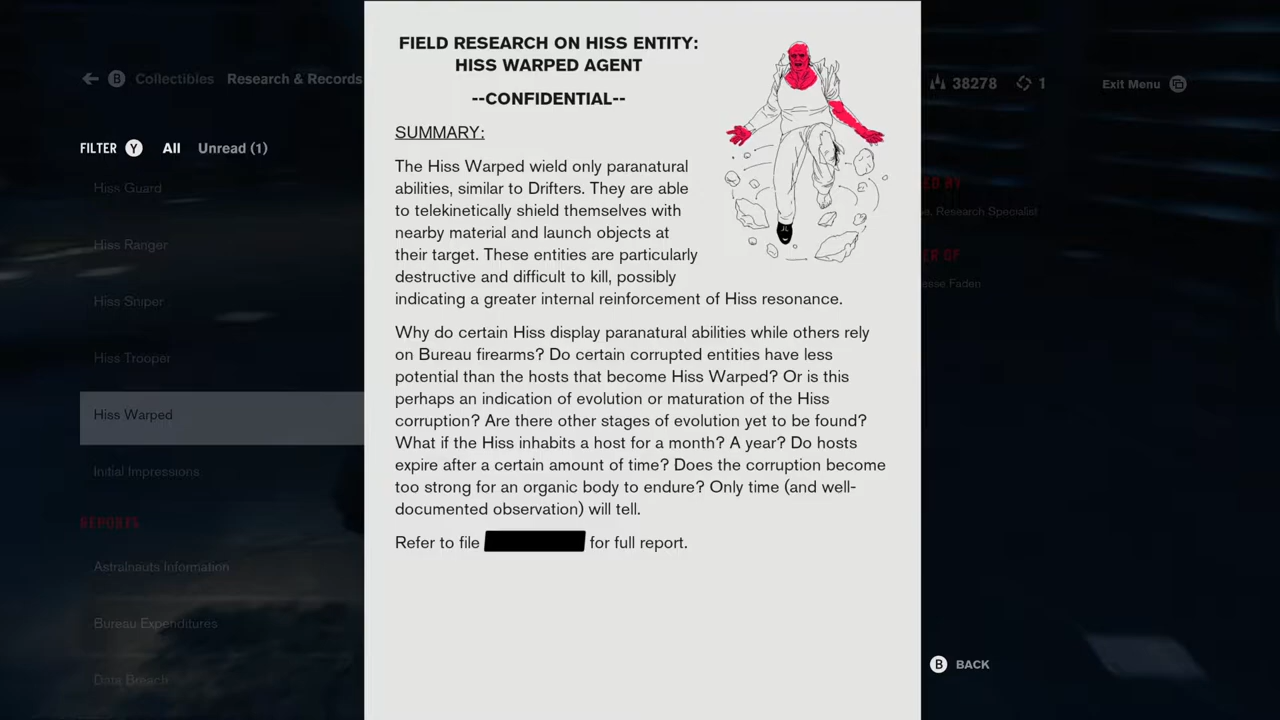 FIELD RESEARCH ON HISS ENTITY:
HISS WARPED AGENT
--CONFIDENTIAL--
SUMMARY:
The Hiss Warped wield only paranatural
abilities, similar to Drifters. They are able
to telekinetically shield themselves with
nearby material and launch objects at
their target. These entities are particularly
destructive and difficult to kill, possibly
indicating a greater internal reinforcement of Hiss resonance.
Why do certain Hiss display paranatural abilities while others rely
on Bureau firearms? Do certain corrupted entities have less
potential than the hosts that become Hiss Warped? Or is this
perhaps an indication of evolution or maturation of the Hiss
corruption? Are there other stages of evolution yet to be found?
What if the Hiss inhabits a host for a month? A year? Do hosts
expire after a certain amount of time? Does the corruption become
too strong for an organic body to endure? Only time (and well-
documented observation) will tell.
Refer to file for full report.
B Collectibles Research & Records
FILTER Y All Unread (1)
Hiss Guard
Hiss Ranger
Hiss Sniper
Hiss Trooper
Hiss Warped
Initial Impressions
REPORTS
Astralnauts Information
Bureau Expenditures
Data Breach
38278 1 Exit Menu
ED BY
a, Research Specialist
ER OF
esse Faden
B BACK